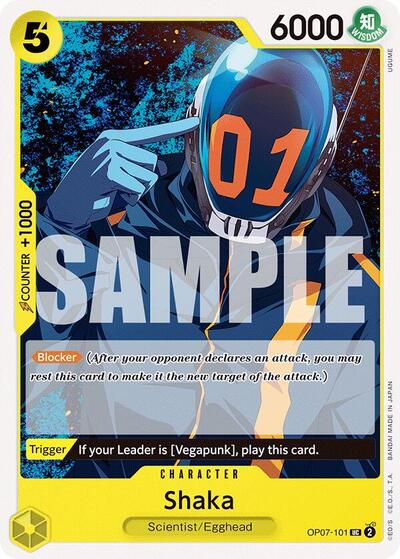 5
6000
知
WISDOM
UGUME
01
COUNTER +1000
SAMPLE
Blocker (After your opponent declares an attack, you may
rest this card to make it the new target of the attack.)
Trigger If your Leader is [Vegapunk], play this card.
CHARACTER
Shaka
Scientist/Egghead
OP07-101 UC 2
©E.O/S ©E.O./S., T.A. BANDAI MADE IN JAPAN